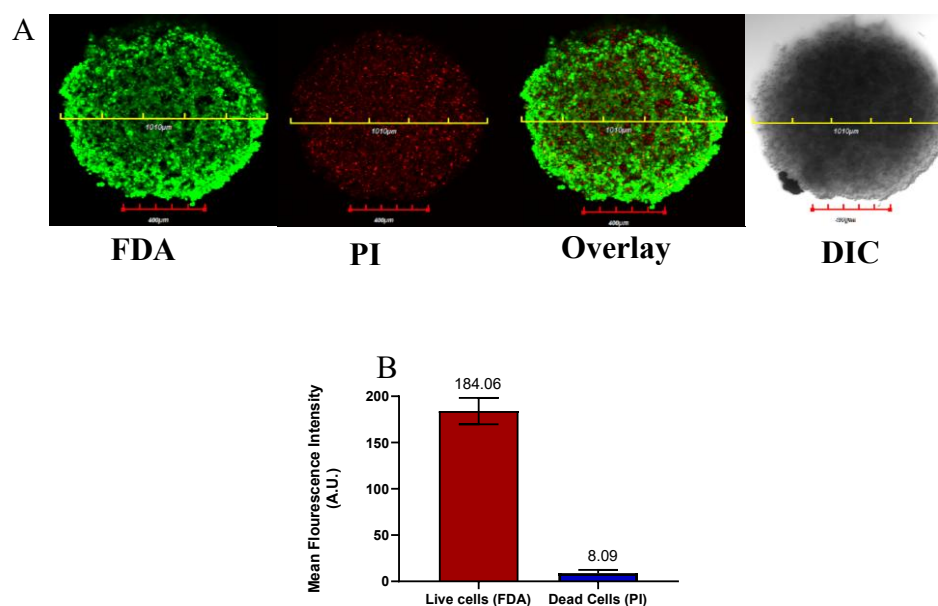 A
1010µm
1010µm
1010µm
1010µm
400µm
400µm
400µm
FDA
PI
Overlay
DIC
B
184.06
8.09
Mean Flourescence Intensity
(A.U.)
200
150
100
50
0
Live cells (FDA)
Dead Cells (PI)